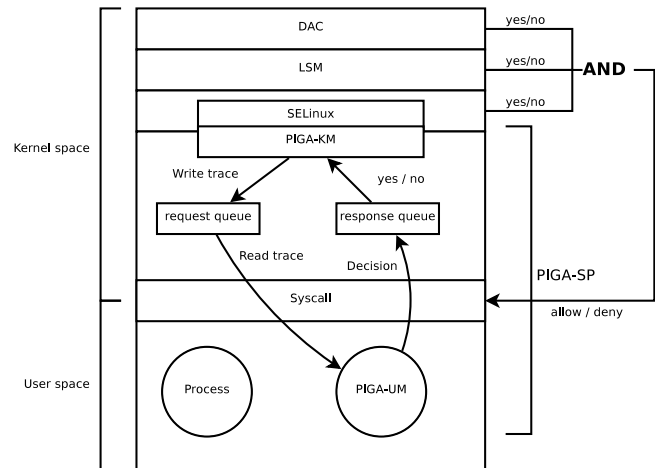 DAC
yes/no
LSM
yes/no
AND
yes/no
SELinux
PIGA-KM
Kernel space
Write trace
yes / no
request queue
response queue
Read trace
Decision
PIGA-SP
Syscall
allow / deny
User space
Process
PIGA-UM